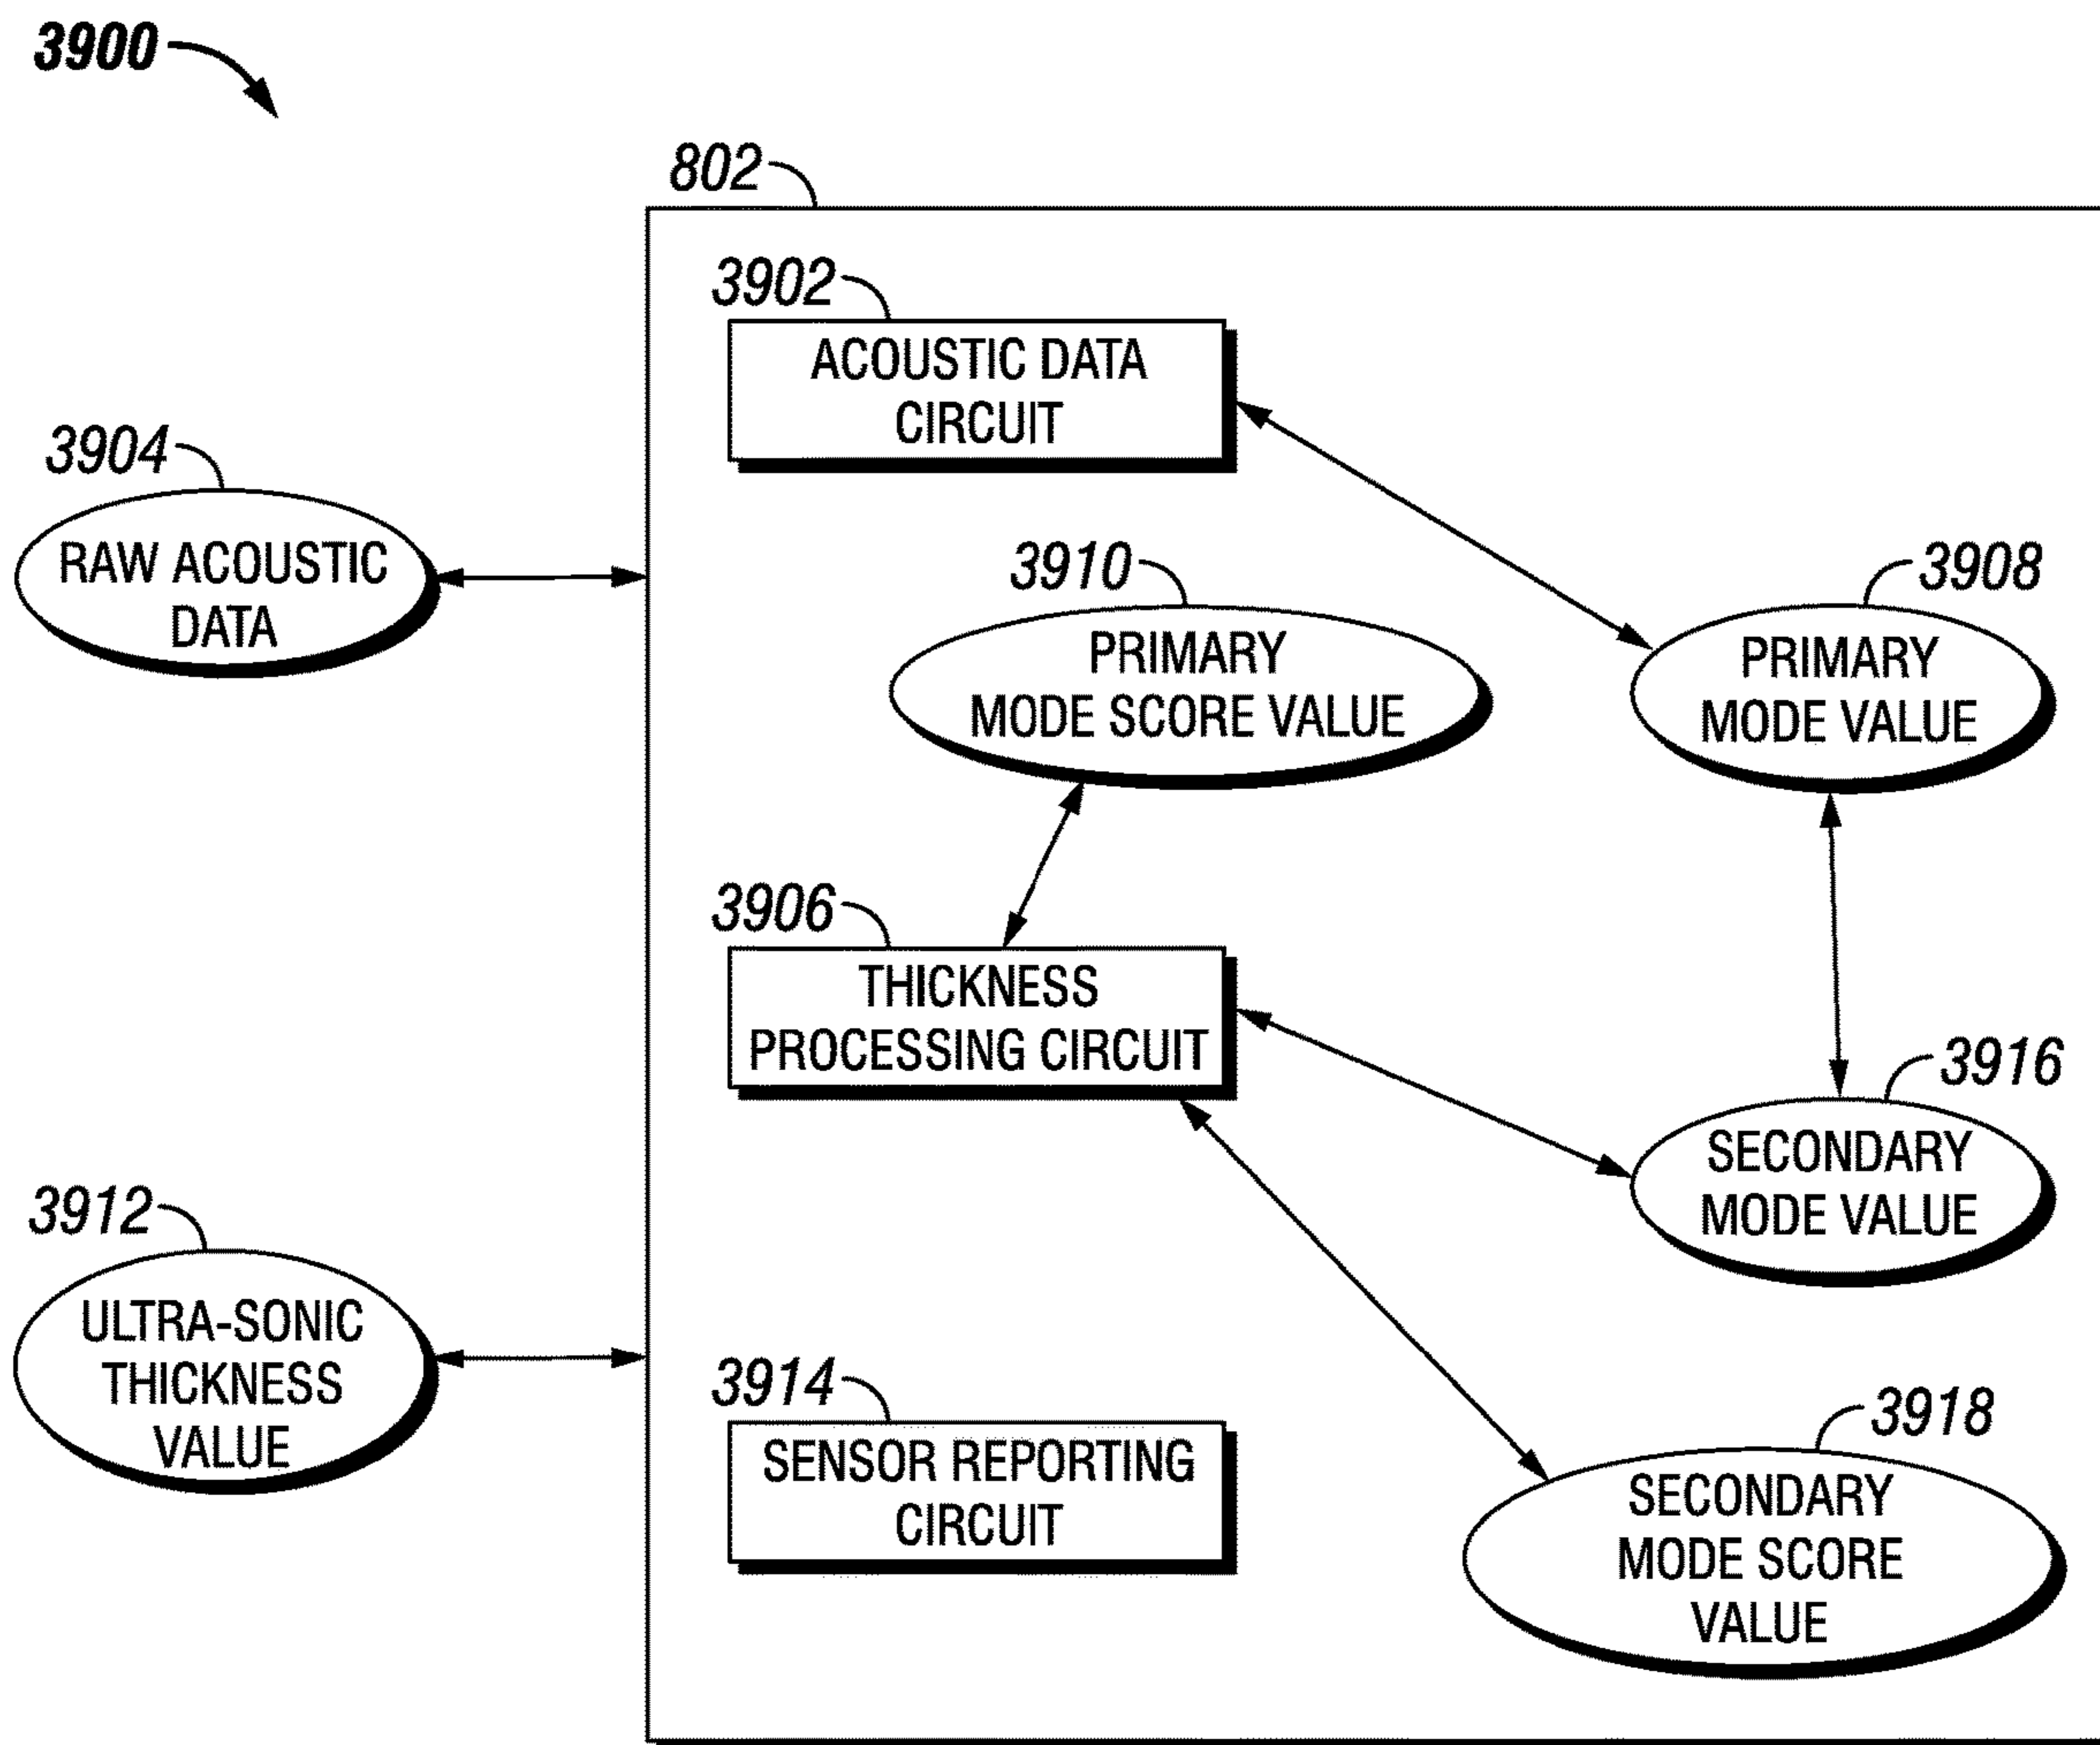 3900
802
3902
ACOUSTIC DATA
CIRCUIT
3904
RAW ACOUSTIC
DATA
3910
PRIMARY
MODE SCORE VALUE
3908
PRIMARY
MODE VALUE
3906
THICKNESS
PROCESSING CIRCUIT
3916
SECONDARY
MODE VALUE
3912
ULTRA-SONIC
THICKNESS
VALUE
3914
SENSOR REPORTING
CIRCUIT
3918
SECONDARY
MODE SCORE
VALUE